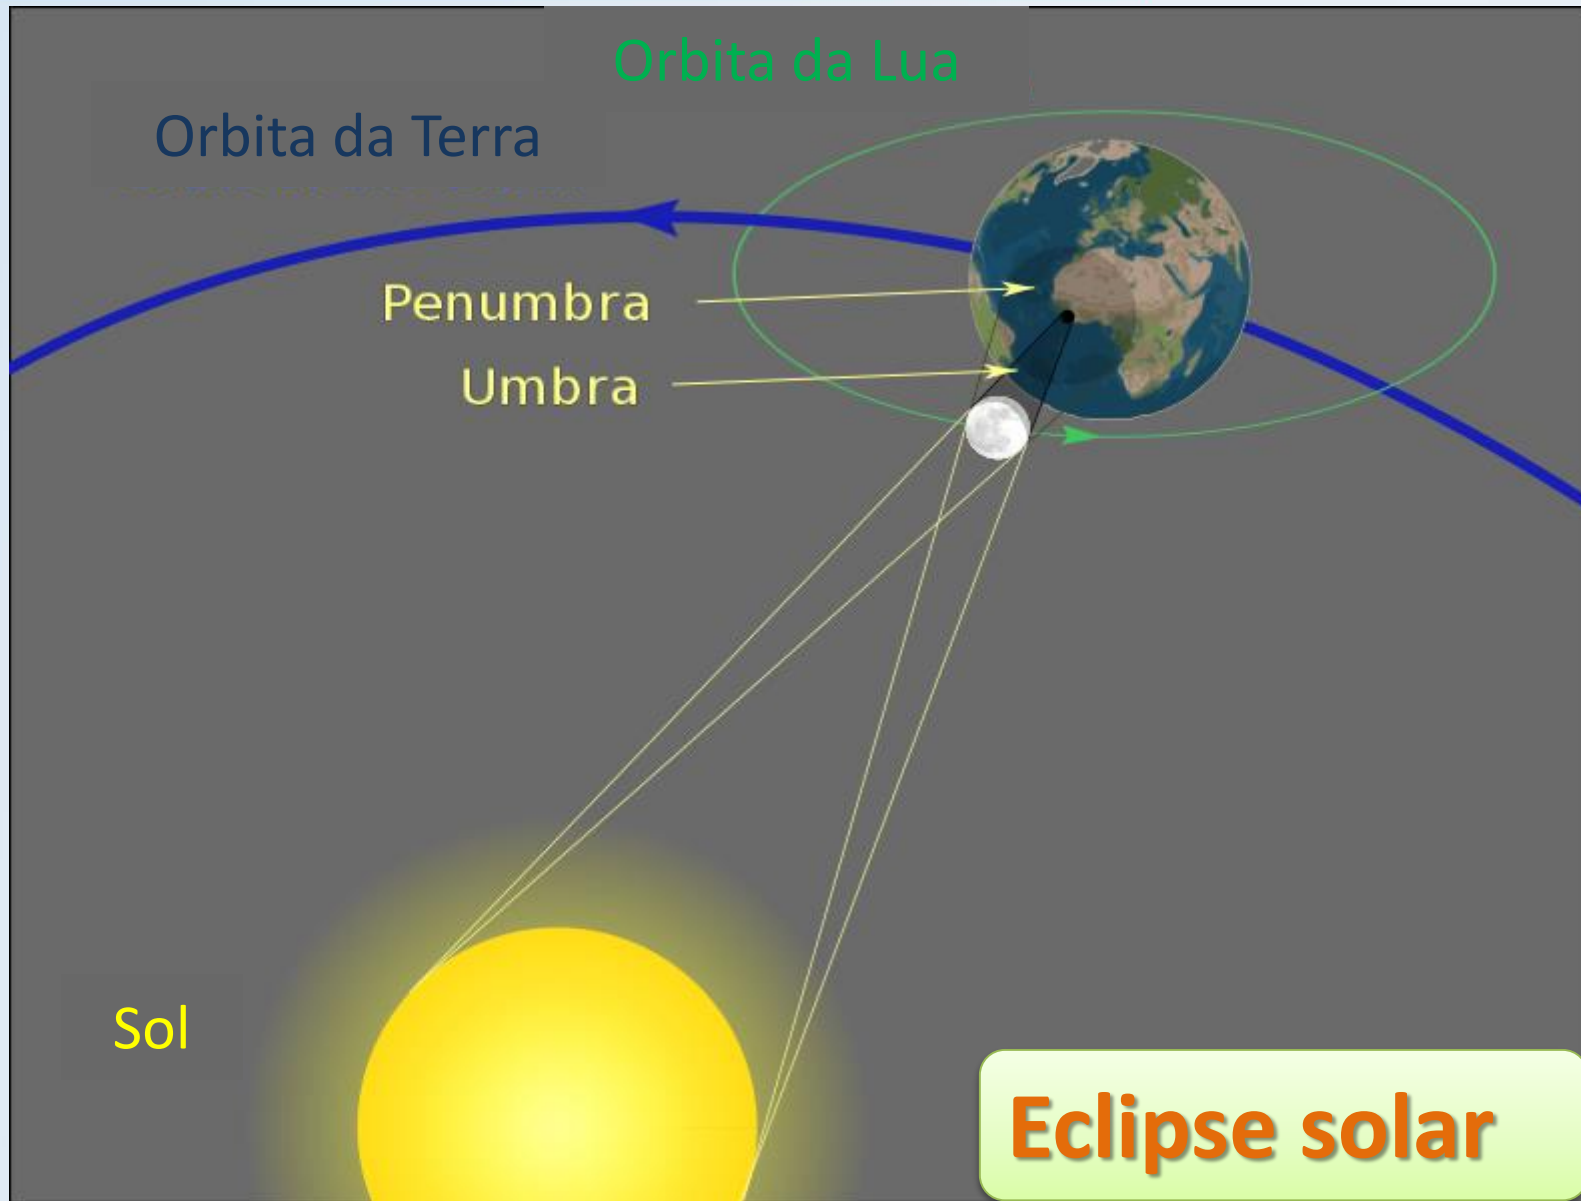 Orbita da Lua
Orbita da Terra
Penumbra
Umbra
Sol
Eclipse solar